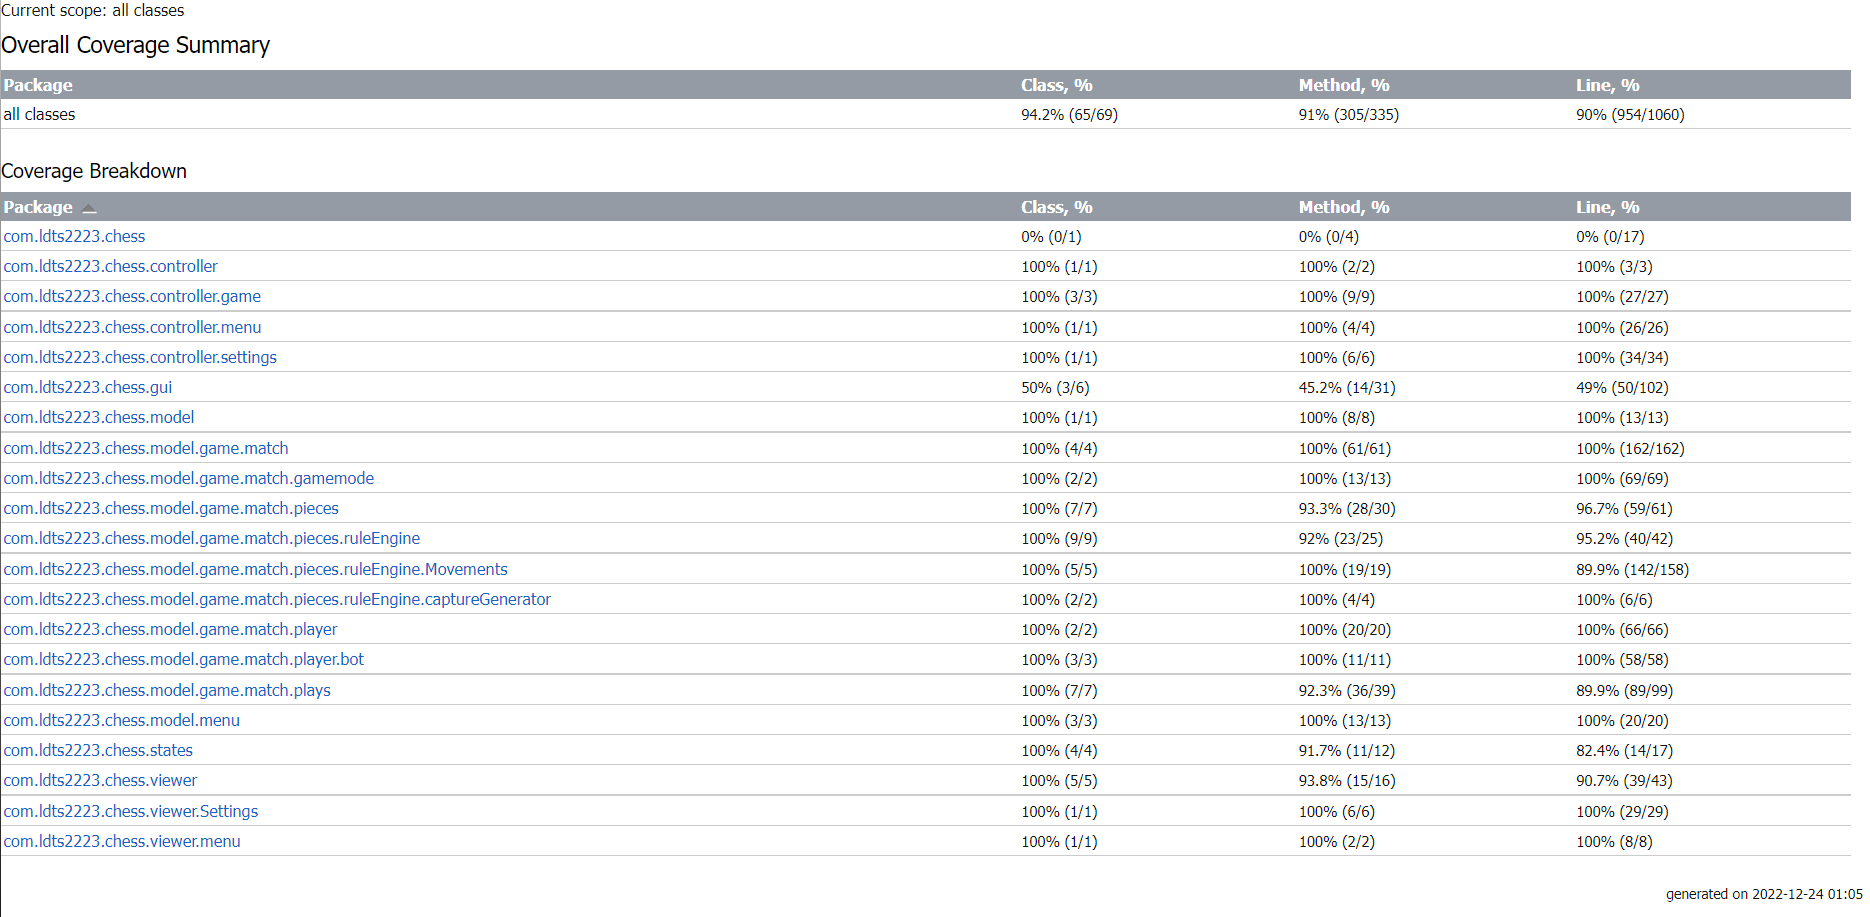 Current scope: all classes
Overall Coverage Summary
Package Class, % Method, % Line, %
all classes 94.2% (65/69) 91% (305/335) 90% (954/1060)
Coverage Breakdown
Package Class, % Method, % Line, %
com.ldts2223.chess 0% (0/1) 0% (0/4) 0% (0/17)
com.ldts2223.chess.controller 100% (1/1) 100% (2/2) 100% (3/3)
com.ldts2223.chess.controller.game 100% (3/3) 100% (9/9) 100% (27/27)
com.ldts2223.chess.controller.menu 100% (1/1) 100% (4/4) 100% (26/26)
com.ldts2223.chess.controller.settings 100% (1/1) 100% (6/6) 100% (34/34)
com.ldts2223.chess.gui 50% (3/6) 45.2% (14/31) 49% (50/102)
com.ldts2223.chess.model 100% (1/1) 100% (8/8) 100% (13/13)
com.ldts2223.chess.model.game.match 100% (4/4) 100% (61/61) 100% (162/162)
com.ldts2223.chess.model.game.match.gamemode 100% (2/2) 100% (13/13) 100% (69/69)
com.ldts2223.chess.model.game.match.pieces 100% (7/7) 93.3% (28/30) 96.7% (59/61)
com.ldts2223.chess.model.game.match.pieces.ruleEngine 100% (9/9) 92% (23/25) 95.2% (40/42)
com.ldts2223.chess.model.game.match.pieces.ruleEngine.Movements 100% (5/5) 100% (19/19) 89.9% (142/158)
com.ldts2223.chess.model.game.match.pieces.ruleEngine.captureGenerator 100% (2/2) 100% (4/4) 100% (6/6)
com.ldts2223.chess.model.game.match.player 100% (2/2) 100% (20/20) 100% (66/66)
com.ldts2223.chess.model.game.match.player.bot 100% (3/3) 100% (11/11) 100% (58/58)
com.ldts2223.chess.model.game.match.plays 100% (7/7) 92.3% (36/39) 89.9% (89/99)
com.ldts2223.chess.model.menu 100% (3/3) 100% (13/13) 100% (20/20)
com.ldts2223.chess.states 100% (4/4) 91.7% (11/12) 82.4% (14/17)
com.ldts2223.chess.viewer 100% (5/5) 93.8% (15/16) 90.7% (39/43)
com.ldts2223.chess.viewer.Settings 100% (1/1) 100% (6/6) 100% (29/29)
com.ldts2223.chess.viewer.menu 100% (1/1) 100% (2/2) 100% (8/8)
generated on 2022-12-24 01:05